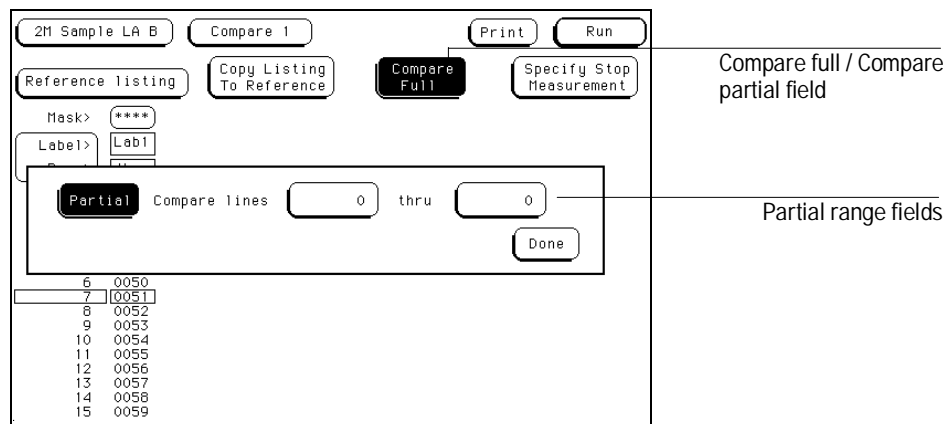 2M Sample LA B
Compare 1
Print
Run
Reference listing
Copy Listing
To Reference
Compare
Full
Specify Stop
Measurement
Compare full / Compare
partial field
Mask> ****
Label> Lab1
Partial Compare lines 0 thru 0
Partial range fields
Done
6 0050
7 0051
8 0052
9 0053
10 0054
11 0055
12 0056
13 0057
14 0058
15 0059